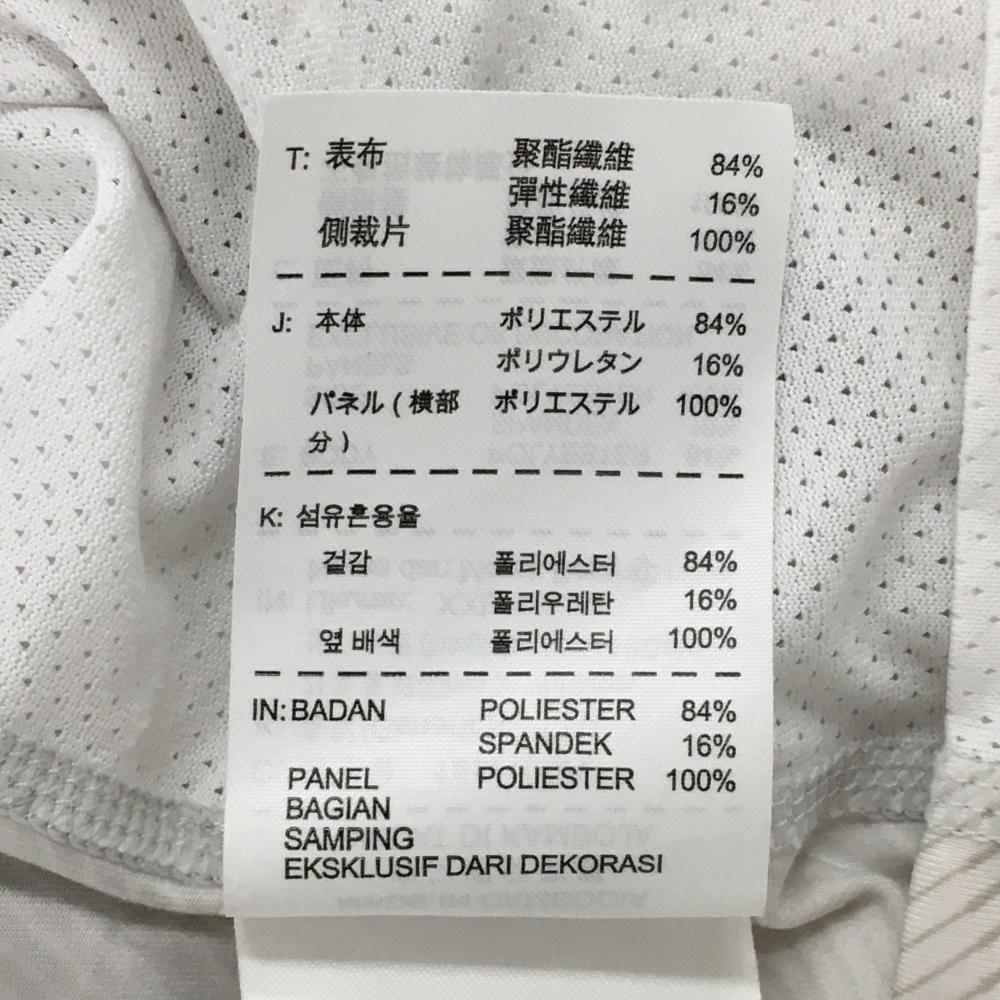 T: 表布 聚酯纖維 84%
彈性纖維 16%
側裁片 聚酯纖維 100%
J: 本体 ポリエステル 84%
ポリウレタン 16%
パネル ( 横部 ポリエステル 100%
分 )
K: 섬유혼용율
겉감 폴리에스터 84%
폴리우레탄 16%
옆 배색 폴리에스터 100%
IN: BADAN POLIESTER 84%
SPANDEK 16%
PANEL POLIESTER 100%
BAGIAN
SAMPING
EKSKLUSIF DARI DEKORASI